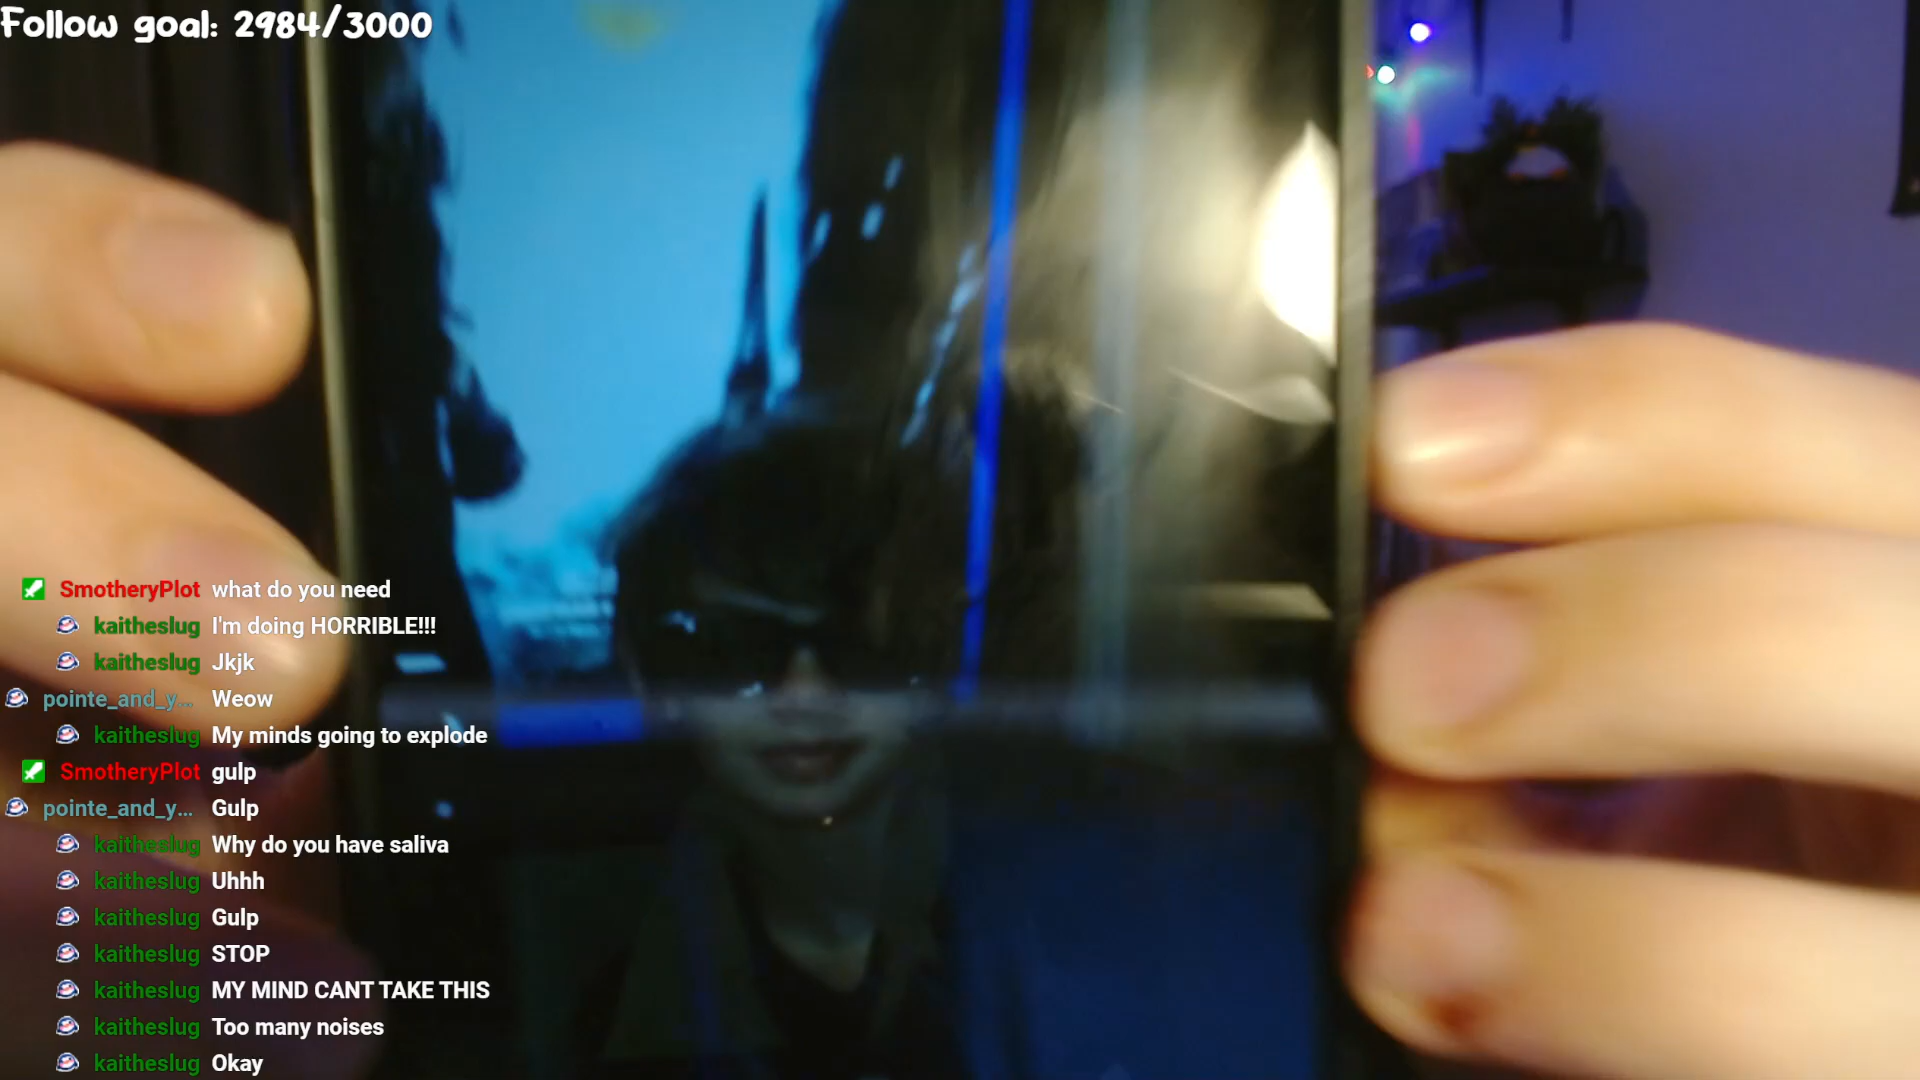 Follow goal: 2984/3000
SmotheryPlot what do you need
kaitheslug I'm doing HORRIBLE!!!
kaitheslug Jkjk
pointe_and_y... Weow
kaitheslug My minds going to explode
SmotheryPlot gulp
pointe_and_y... Gulp
kaitheslug Why do you have saliva
kaitheslug Uhhh
kaitheslug Gulp
kaitheslug STOP
kaitheslug MY MIND CANT TAKE THIS
kaitheslug Too many noises
kaitheslug Okay